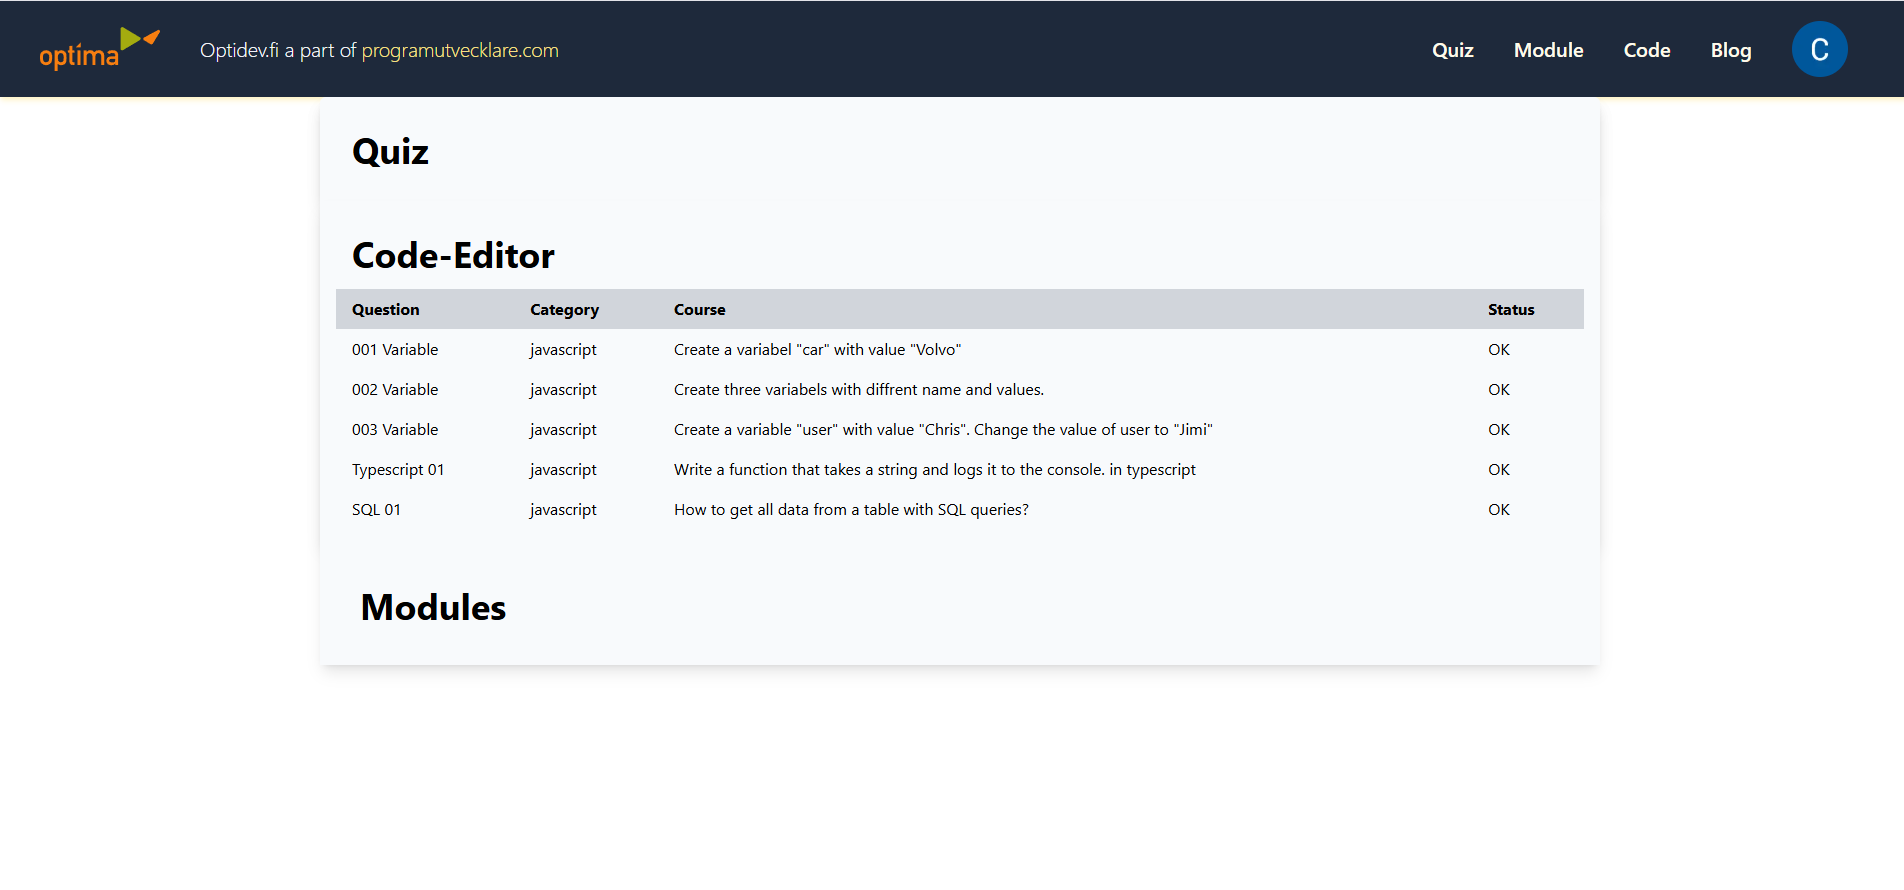 optima Optidev.fi a part of programutvecklare.com Quiz Module Code Blog C
Quiz
Code-Editor
Question Category Course Status
001 Variable javascript Create a variabel "car" with value "Volvo" OK
002 Variable javascript Create three variabels with diffrent name and values. OK
003 Variable javascript Create a variable "user" with value "Chris". Change the value of user to "Jimi" OK
Typescript 01 javascript Write a function that takes a string and logs it to the console. in typescript OK
SQL 01 javascript How to get all data from a table with SQL queries? OK
Modules